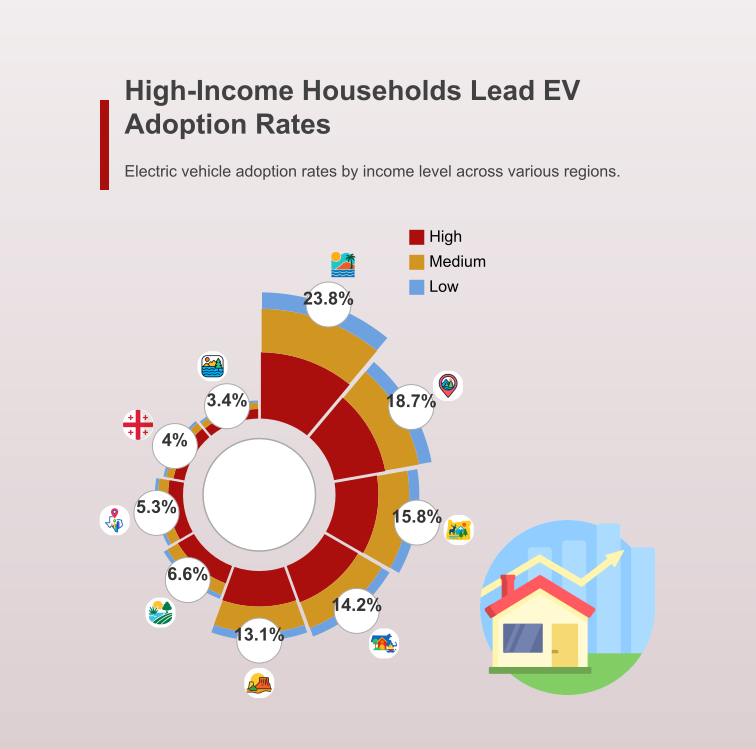 High-Income Households Lead EV
Adoption Rates
Electric vehicle adoption rates by income level across various regions.
High
Medium
Low
23.8%
18.7%
15.8%
14.2%
13.1%
6.6%
5.3%
4%
3.4%